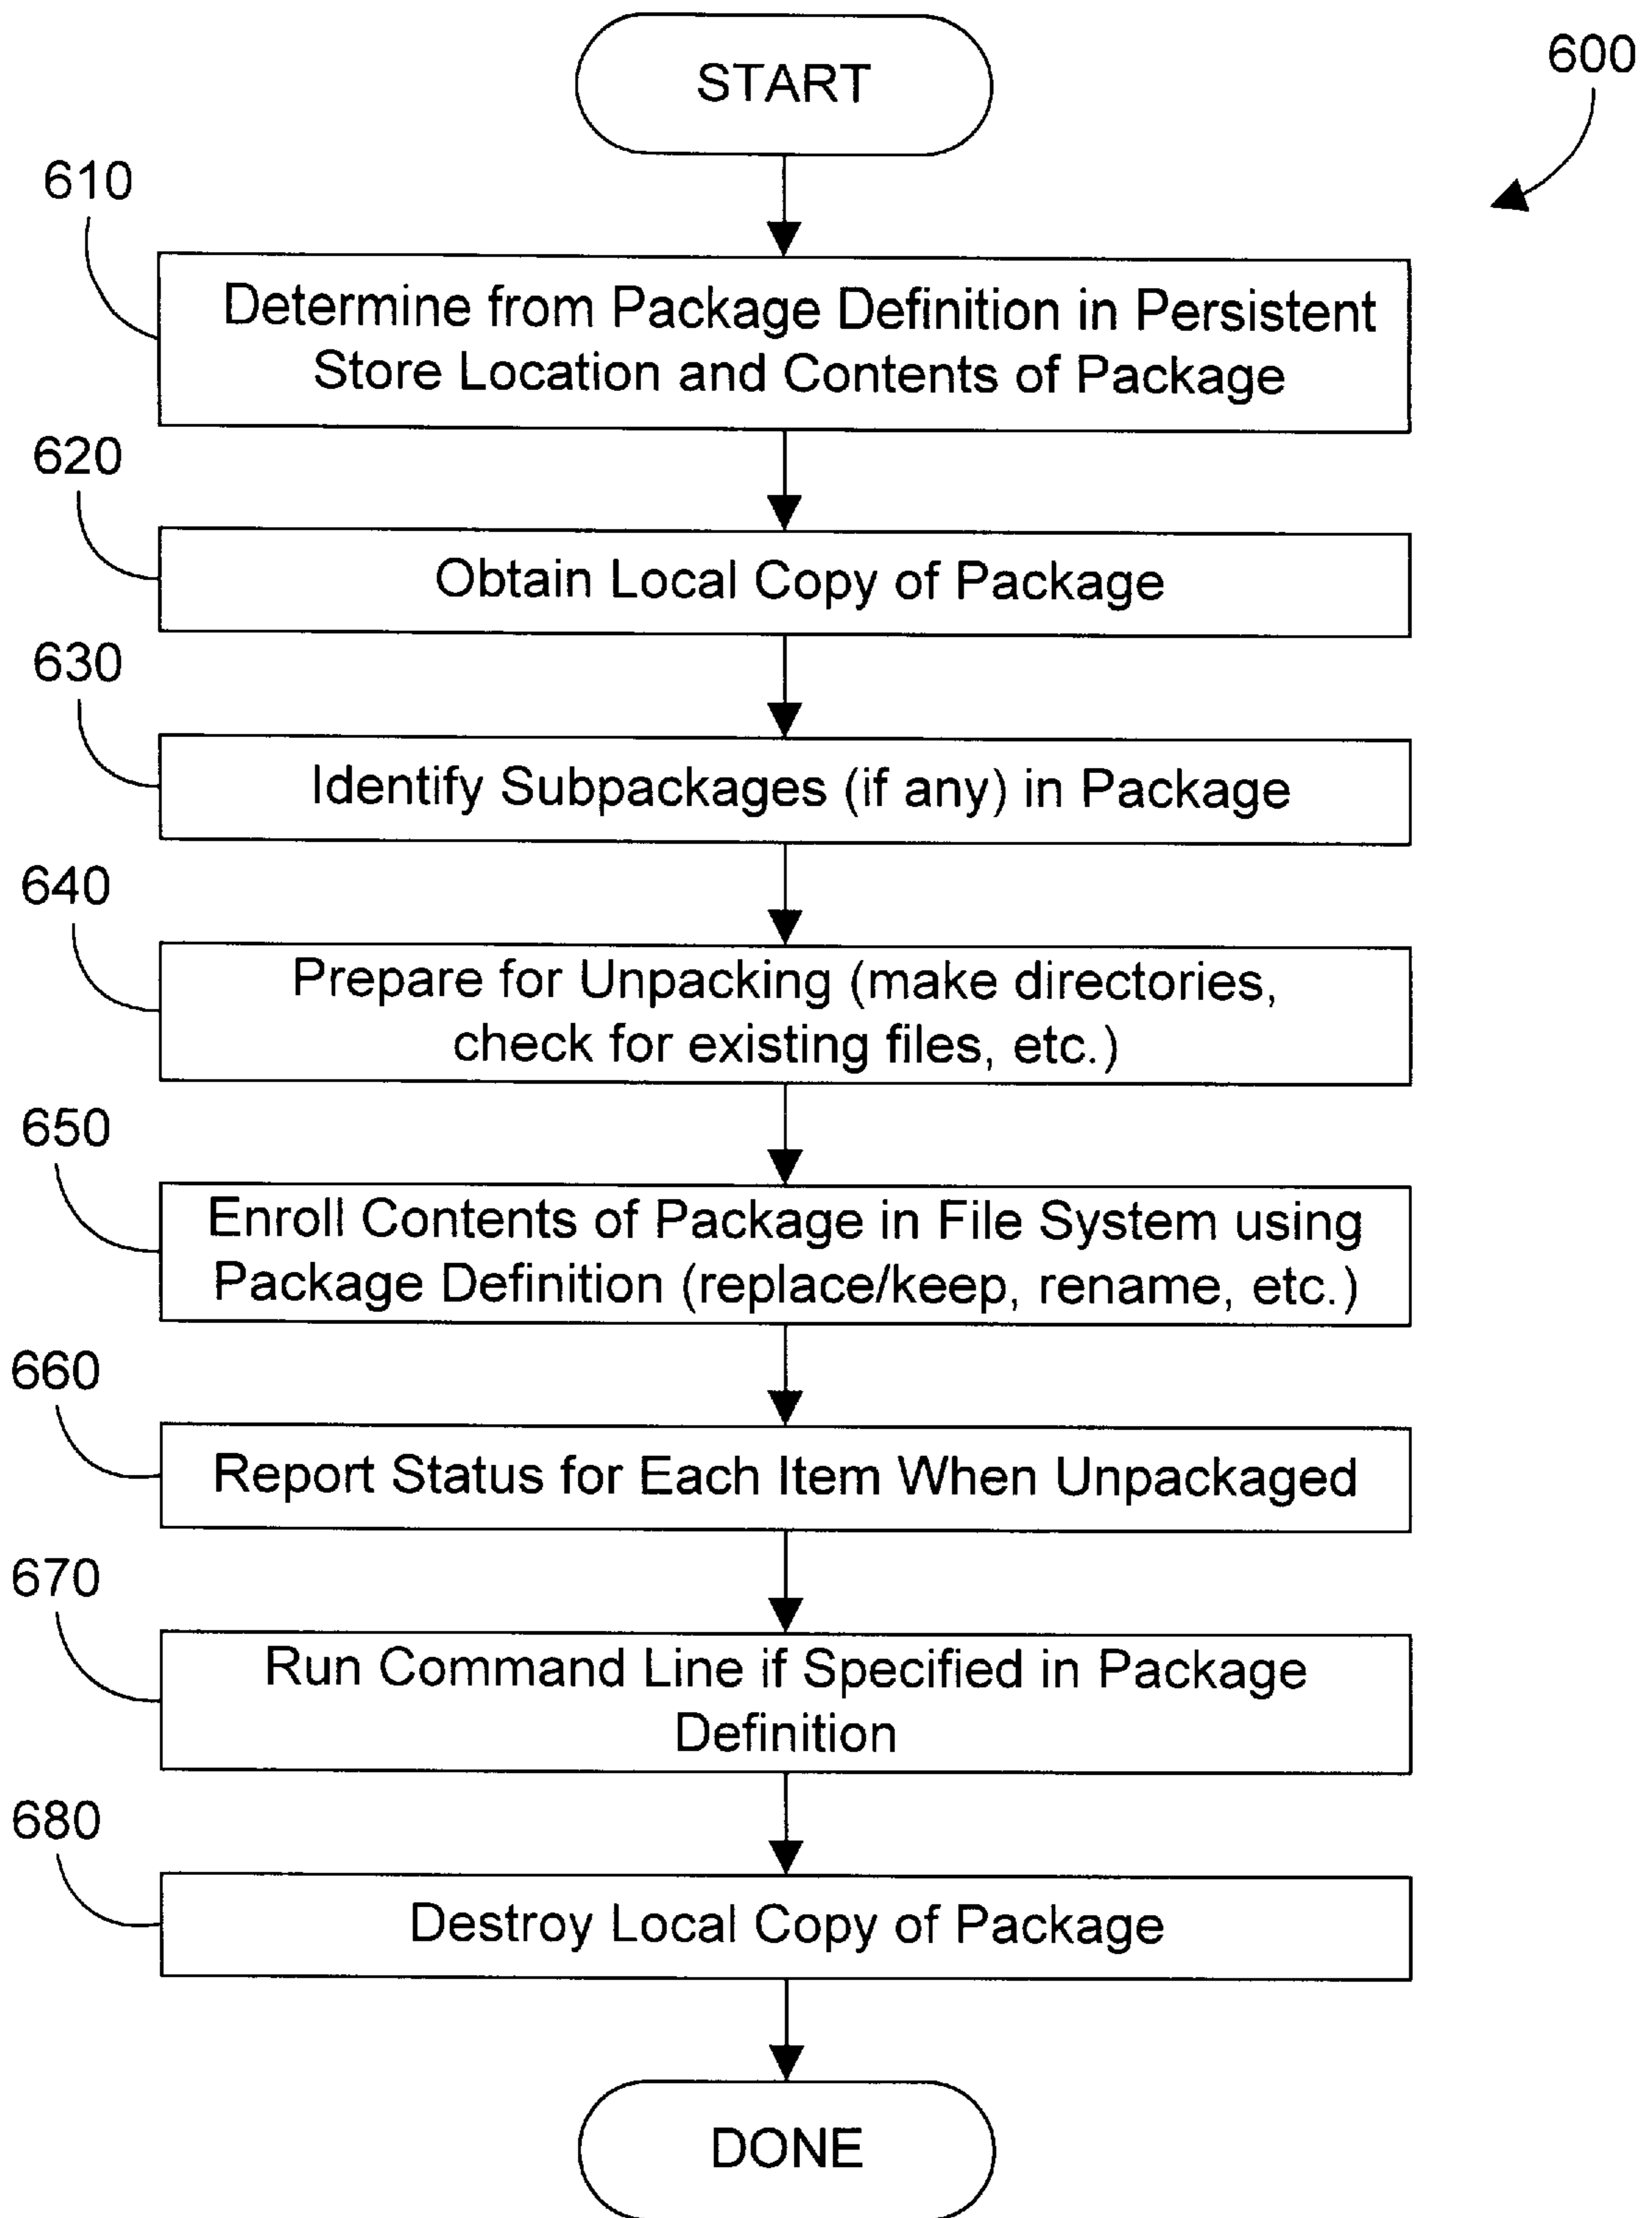 START
600
610
Determine from Package Definition in Persistent
Store Location and Contents of Package
620
Obtain Local Copy of Package
630
Identify Subpackages (if any) in Package
640
Prepare for Unpacking (make directories,
check for existing files, etc.)
650
Enroll Contents of Package in File System using
Package Definition (replace/keep, rename, etc.)
660
Report Status for Each Item When Unpackaged
670
Run Command Line if Specified in Package
Definition
680
Destroy Local Copy of Package
DONE